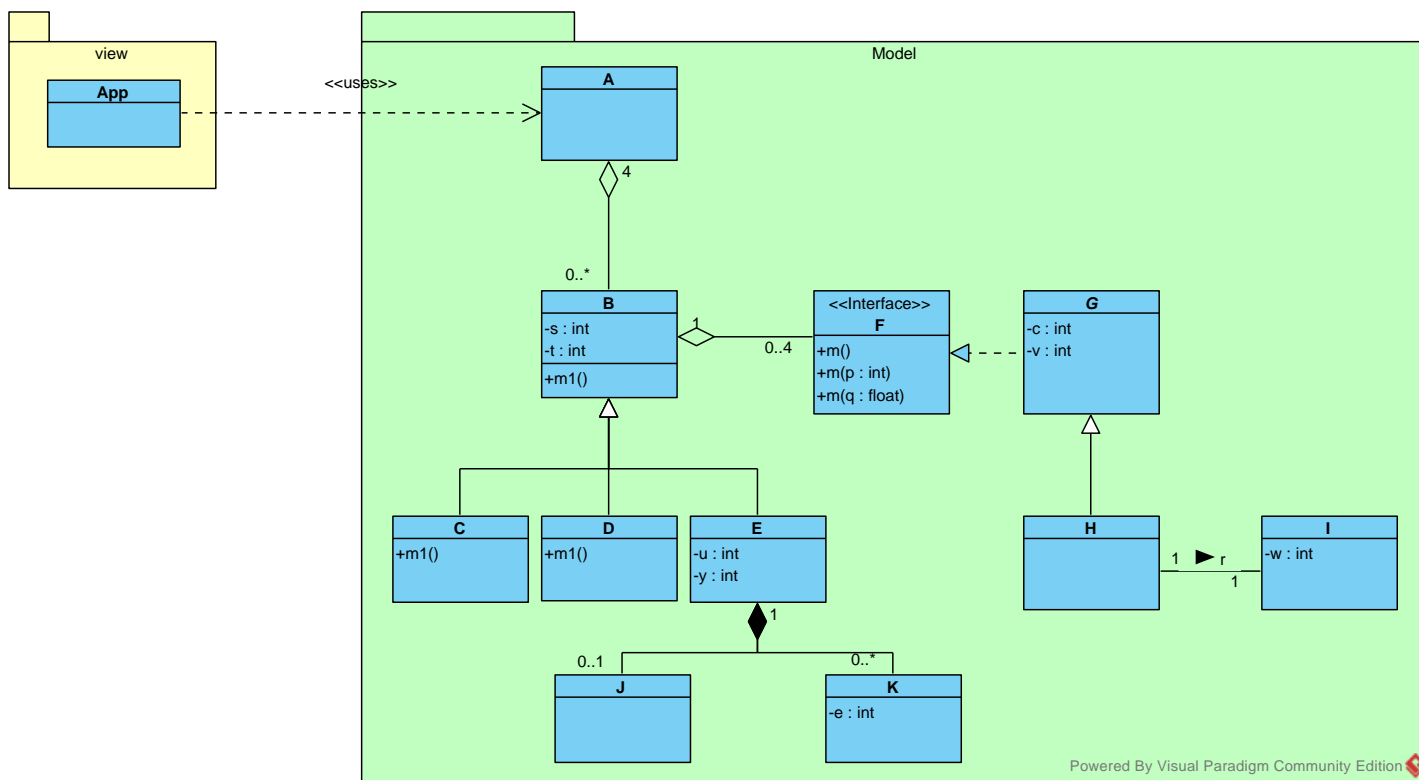 view
Model
App
<<uses>>
A
4
0..*
B
-s : int
-t : int
+m1()
1
0..4
<<Interface>>
F
+m()
+m(p : int)
+m(q : float)
G
-c : int
-v : int
C
+m1()
D
+m1()
E
-u : int
-y : int
H
1 r
1
I
-w : int
1
0..1
0..*
J
K
-e : int
Powered By Visual Paradigm Community Edition